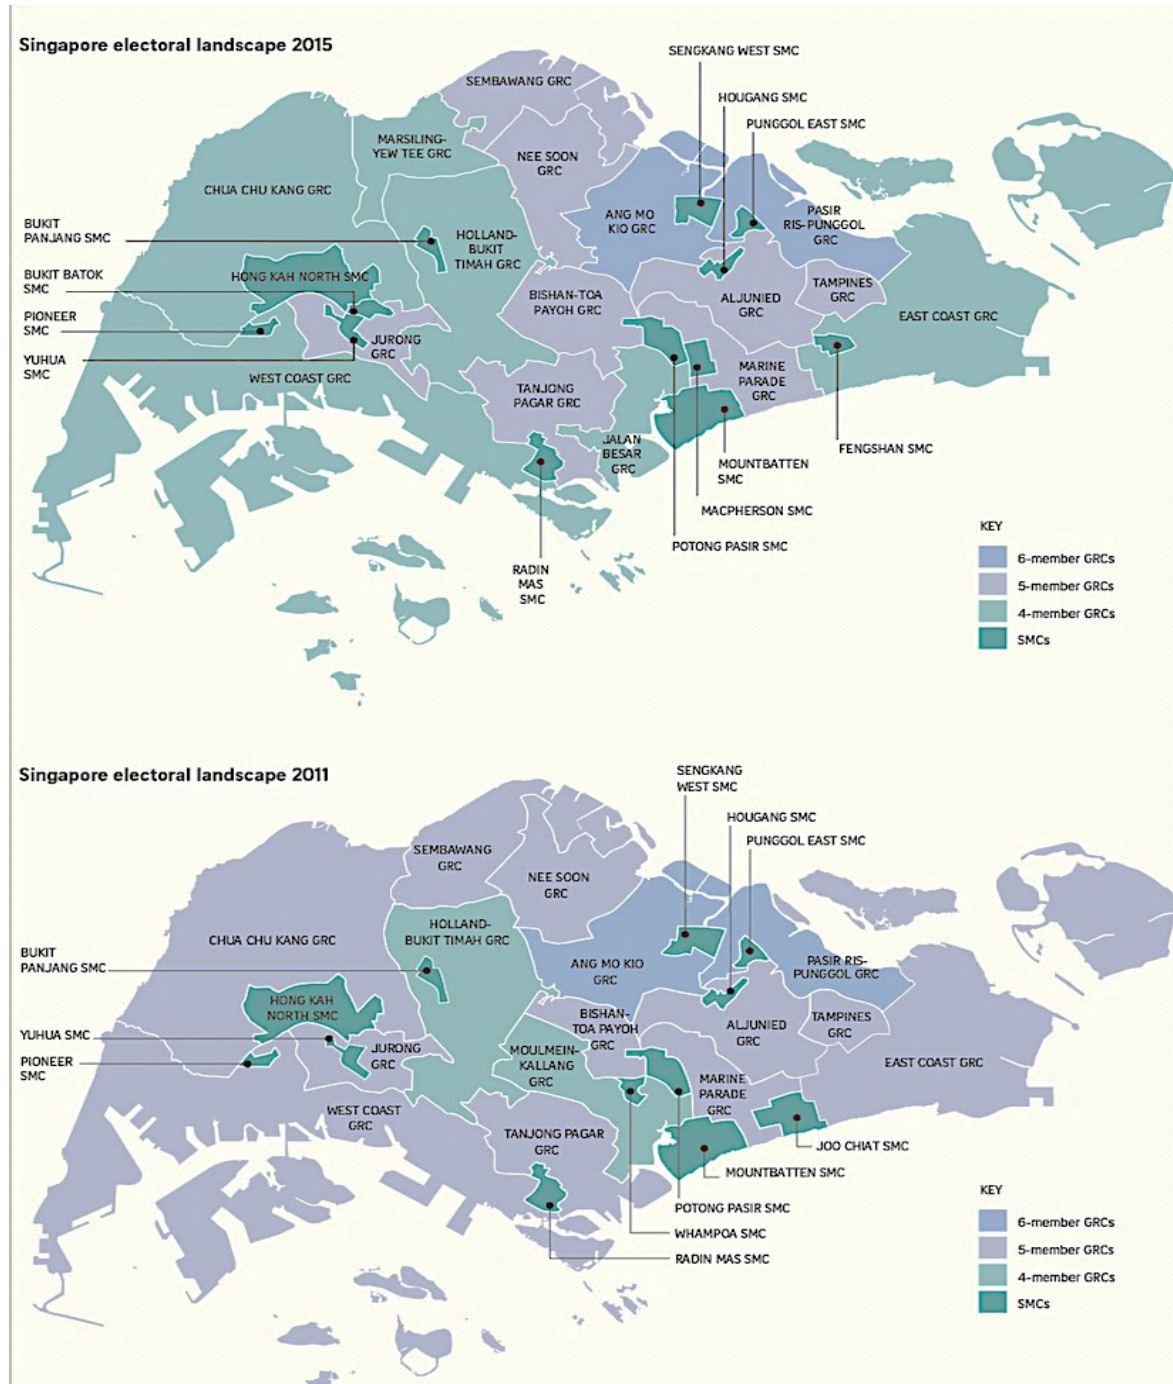 Singapore electoral landscape 2015
SENGKANG WEST SMC
SEMBAWANG GRC
HOUGANG SMC
PUNGGOL EAST SMC
MARSILING-
YEW TEE GRC
NEE SOON
GRC
CHUA CHU KANG GRC
ANG MO
KIO GRC
PASIR
RIS-PUNGGOL
GRC
BUKIT
PANJANG SMC
HOLLAND-
BUKIT
TIMAH GRC
BUKIT BATOK
SMC
HONG KAH NORTH SMC
BISHAN-TOA
PAYOH GRC
ALJUNIED
GRC
TAMPINES
GRC
EAST COAST GRC
PIONEER
SMC
JURONG
GRC
YUHUA
SMC
WEST COAST GRC
TANJONG
PAGAR GRC
MARINE
PARADE
GRC
JALAN
BESAR
GRC
FENGSHAN SMC
MOUNTBATTEN
SMC
MACPHERSON SMC
POTONG PASIR SMC
RADIN
MAS
SMC
KEY
6-member GRCs
5-member GRCs
4-member GRCs
SMCs
Singapore electoral landscape 2011
SENGKANG
WEST SMC
HOUGANG SMC
PUNGGOL EAST SMC
SEMBAWANG
GRC
NEE SOON
GRC
HOLLAND-
BUKIT TIMAH GRC
CHUA CHU KANG GRC
BUKIT
PANJANG SMC
ANG MO KIO
GRC
PASIR RIS-
PUNGGOL GRC
HONG KAH
NORTH SMC
BISHAN-
TOA PAYOH
GRC
ALJUNIED
GRC
TAMPINES
GRC
YUHUA SMC
JURONG
GRC
MOULMEIN-
KALLANG
GRC
EAST COAST GRC
PIONEER
SMC
MARINE
PARADE
GRC
WEST COAST
GRC
TANJONG PAGAR
GRC
JOO CHIAT SMC
MOUNTBATTEN SMC
POTONG PASIR SMC
WHAMPOA SMC
RADIN MAS SMC
KEY
6-member GRCs
5-member GRCs
4-member GRCs
SMCs